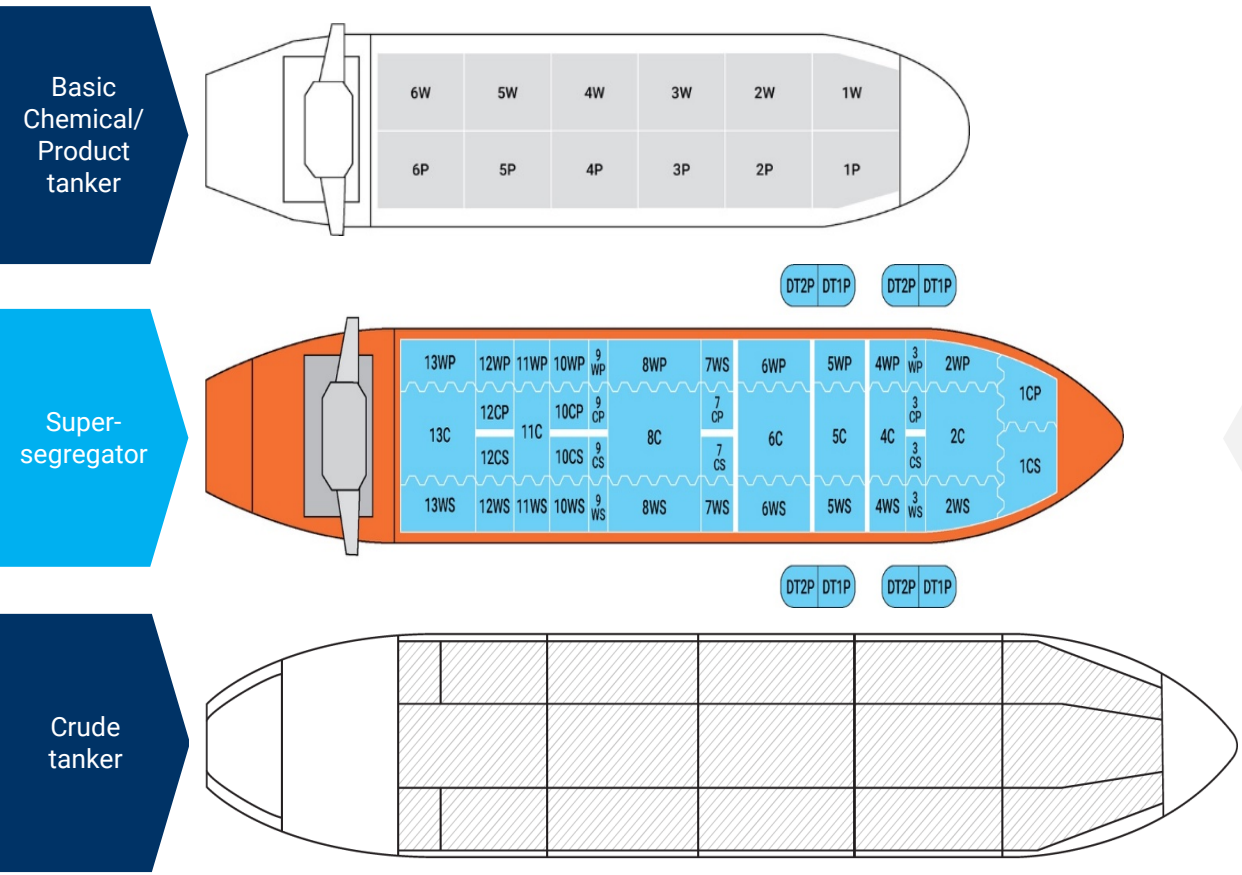 Basic
Chemical/
Product
tanker
6W 5W 4W 3W 2W 1W
6P 5P 4P 3P 2P 1P
DT2P DT1P DT2P DT1P
Super-
segregator
13WP 12WP 11WP 10WP 9 WP 8WP 7WS 6WP 5WP 4WP 3 WP 2WP
1CP
12CP 10CP 9 CP 7 CP 3 CP
13C 11C 8C 6C 5C 4C 2C
12CS 10CS 9 CS 7 CS 3 CS
1CS
13WS 12WS 11WS 10WS 9 WS 8WS 7WS 6WS 5WS 4WS 3 WS 2WS
DT2P DT1P DT2P DT1P
Crude
tanker